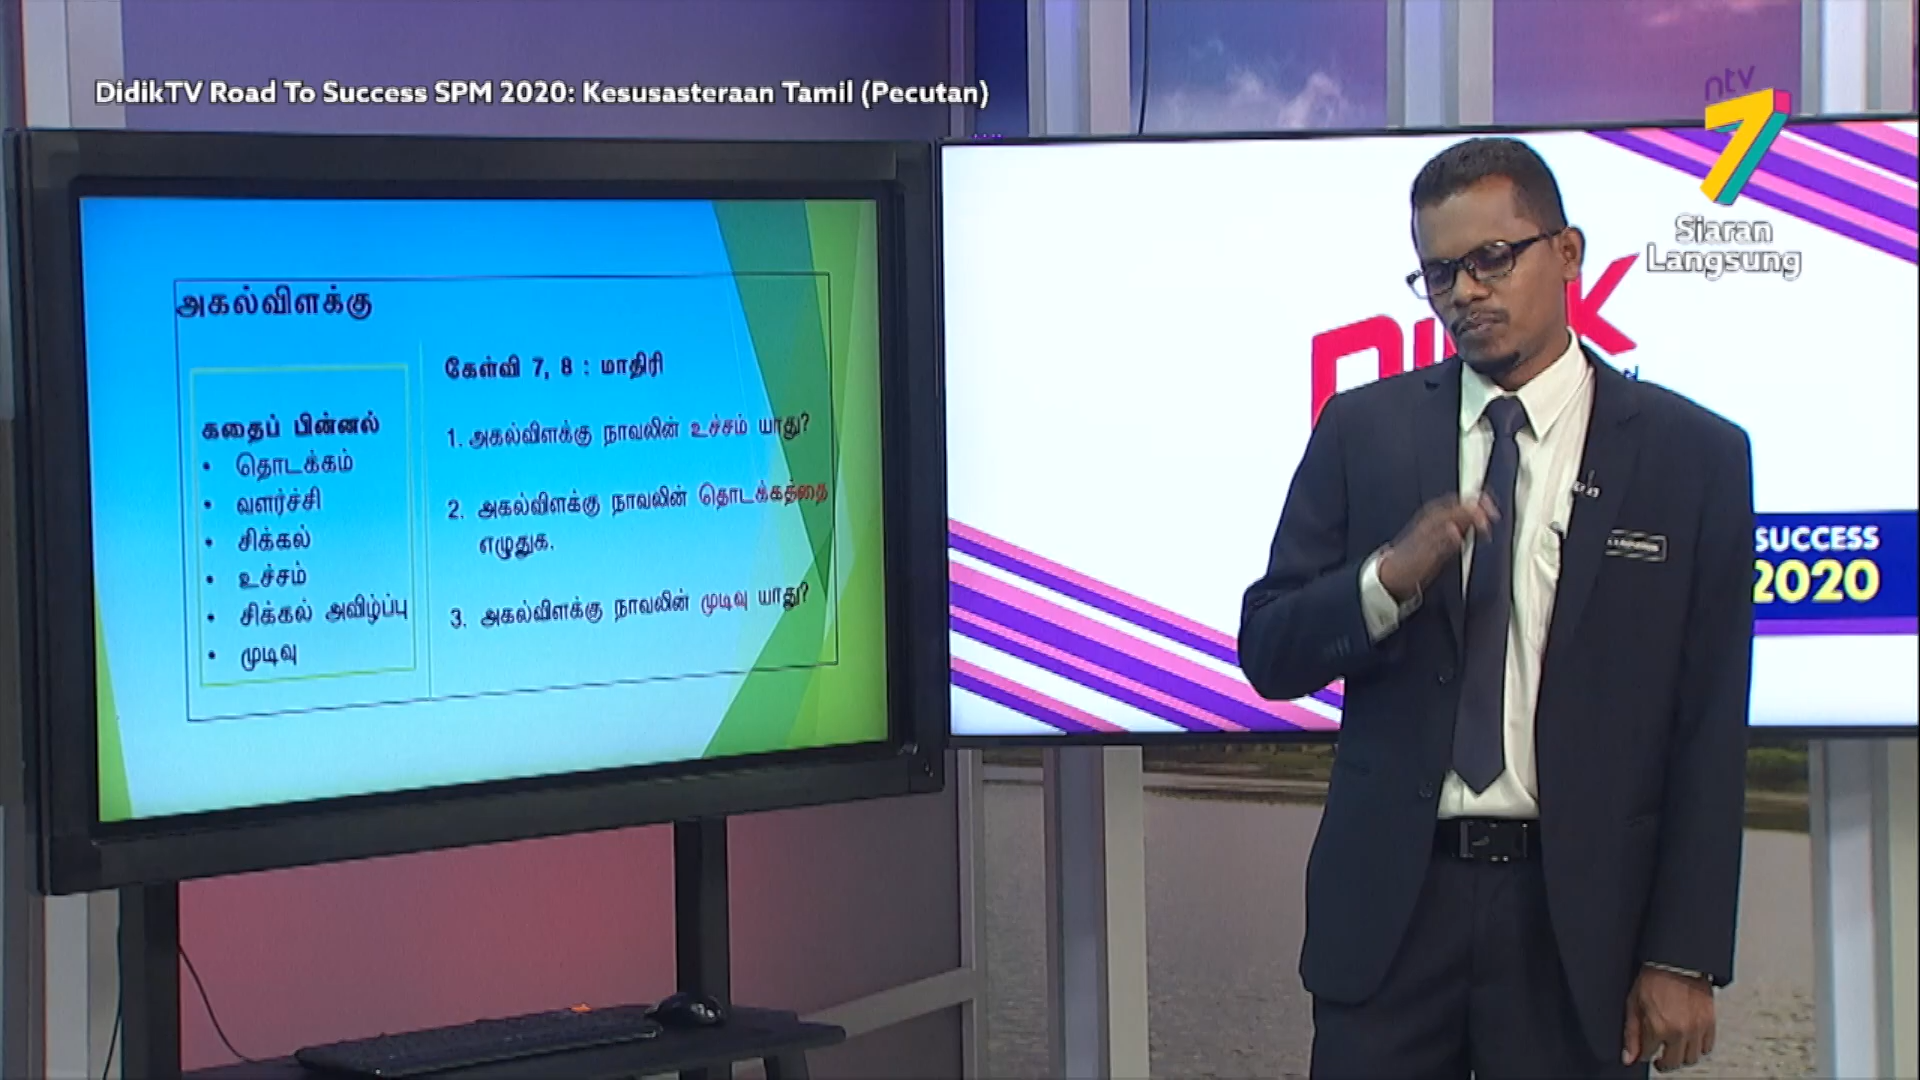 DidikTV Road To Success SPM 2020: Kesusasteraan Tamil (Pecutan)
ntv
7
Siaran
Langsung
அகல்விளக்கு
கதைப் பின்னல்
• தொடக்கம்
• வளர்ச்சி
• சிக்கல்
• உச்சம்
• சிக்கல் அவிழ்ப்பு
• முடிவு
கேள்வி 7, 8 : மாதிரி
1. அகல்விளக்கு நாவலின் உச்சம் யாது?
2. அகல்விளக்கு நாவலின் தொடக்கத்தை
எழுதுக.
3. அகல்விளக்கு நாவலின் முடிவு யாது?
SUCCESS
2020